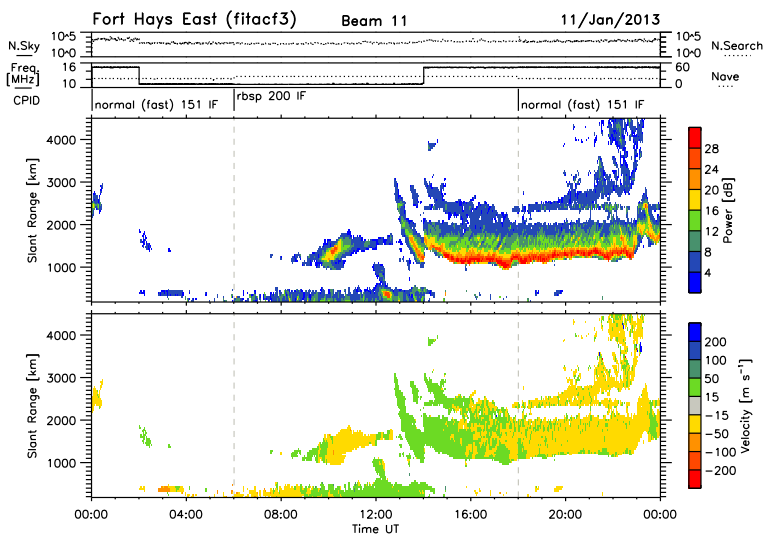 Fort Hays East (fitacf3) Beam 11 11/Jan/2013
N.Sky 10^5 10^0 10^5 10^0 N.Search
Freq. [MHz] 16 10 60 0 Nave
CPID normal (fast) 151 IF rbsp 200 IF normal (fast) 151 IF
Slant Range [km] 4000 3000 2000 1000
28 24 20 16 12 8 4 Power [dB]
Slant Range [km] 4000 3000 2000 1000
200 100 50 15 −15 −50 −100 −200 Velocity [m s⁻¹]
00:00 04:00 08:00 12:00 16:00 20:00 00:00
Time UT